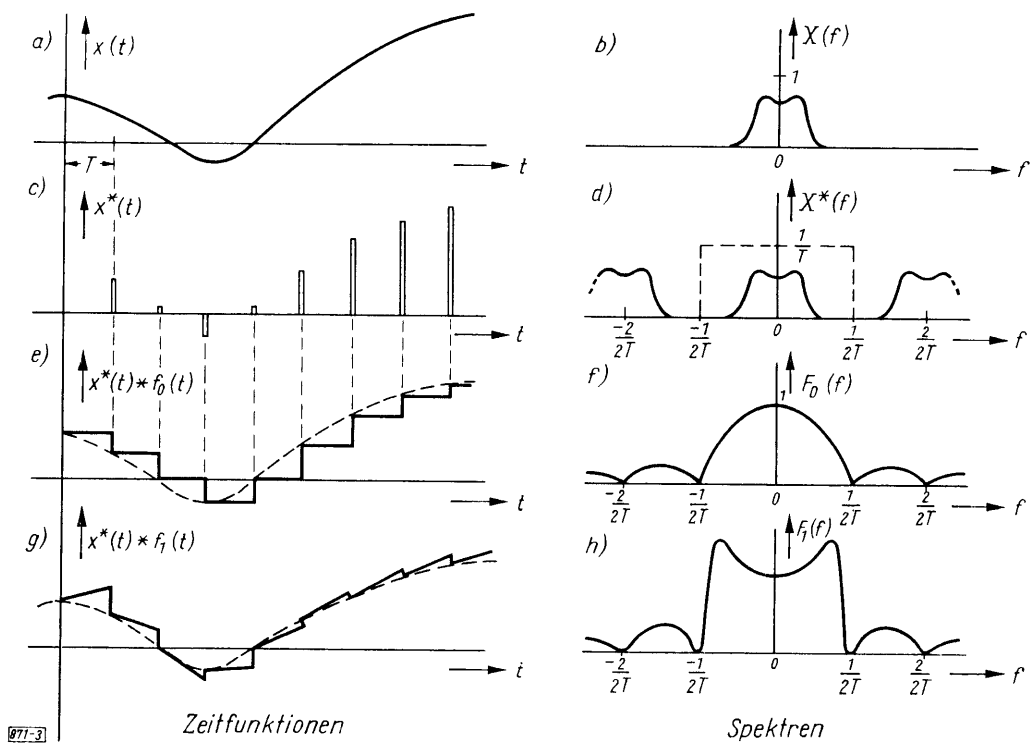 a) x(t)
b) X(f)
1
0
f
T
t
c) x*(t)
d) X*(f)
1/T
-2/2T -1/2T 0 1/2T 2/2T
f
t
e) x*(t)*f₀(t)
f) F₀(f)
1
-2/2T -1/2T 0 1/2T 2/2T
f
t
g) x*(t)*f₁(t)
h) F₁(f)
-2/2T -1/2T 0 1/2T 2/2T
f
t
871-3
Zeitfunktionen
Spektren